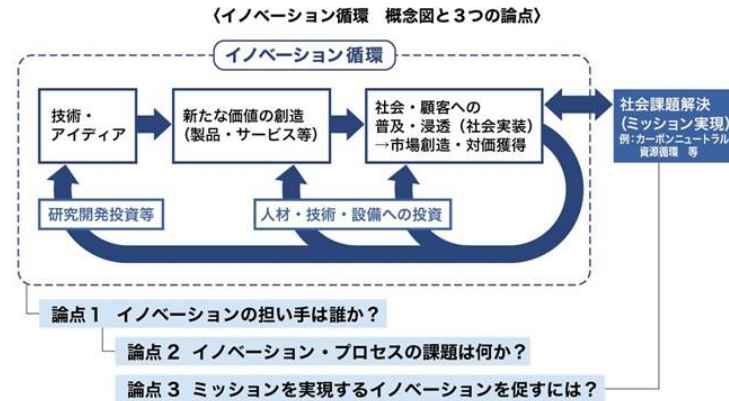 〈イノベーション循環　概念図と３つの論点〉
イノベーション循環
技術・
アイディア
新たな価値の創造
（製品・サービス等）
社会・顧客への
普及・浸透（社会実装）
→市場創造・対価獲得
社会課題解決
（ミッション実現）
例：カーボンニュートラル
資源循環　等
研究開発投資等
人材・技術・設備への投資
論点１　イノベーションの担い手は誰か？
論点２　イノベーション・プロセスの課題は何か？
論点３　ミッションを実現するイノベーションを促すには？